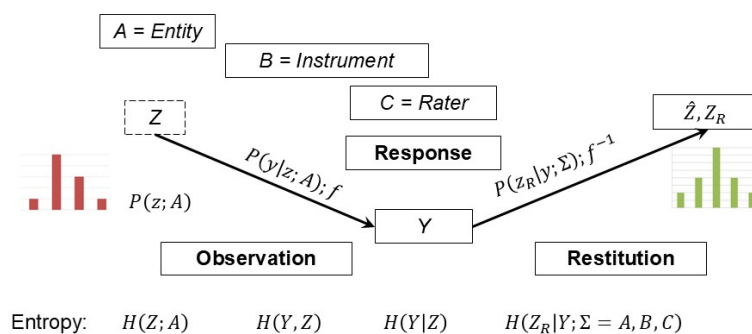 A = Entity
B = Instrument
C = Rater
Z
Ẑ, Z_R
Response
P(y|z; A); f
P(z_R|y; Σ); f⁻¹
P(z; A)
Y
Observation
Restitution
Entropy: H(Z; A) H(Y, Z) H(Y|Z) H(Z_R|Y; Σ = A, B, C)